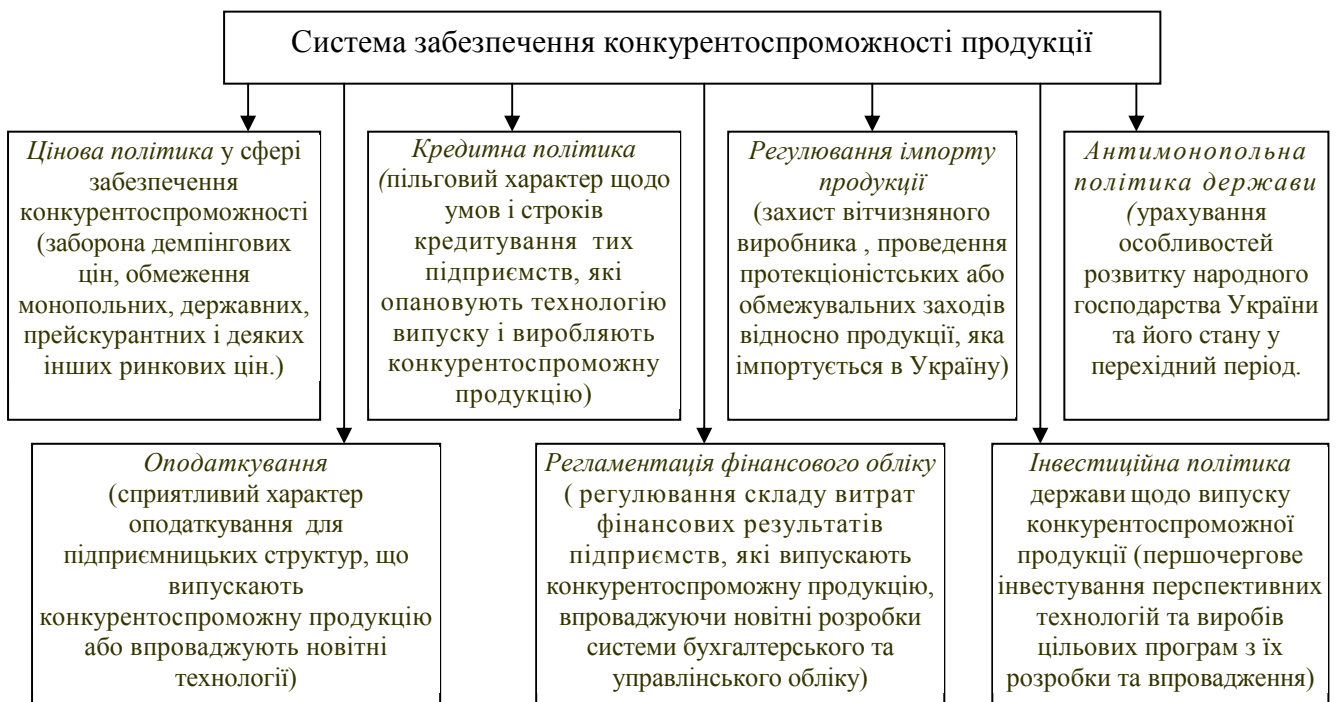 Система забезпечення конкурентоспроможності продукції
Цінова політика у сфері
забезпечення
конкурентоспроможності
(заборона демпінгових
цін, обмеження
монопольних, державних,
прейскурантних і деяких
інших ринкових цін.)
Кредитна політика
(пільговий характер щодо
умов і строків
кредитування тих
підприємств, які
опановують технологію
випуску і виробляють
конкурентоспроможну
продукцію)
Регулювання імпорту
продукції
(захист вітчизняного
виробника , проведення
протекціоністських або
обмежувальних заходів
відносно продукції, яка
імпортується в Україну)
Антимонопольна
політика держави
(урахування
особливостей
розвитку народного
господарства України
та його стану у
перехідний період.
Оподаткування
(сприятливий характер
оподаткування для
підприємницьких структур, що
випускають
конкурентоспроможну продукцію
або впроваджують новітні
технології)
Регламентація фінансового обліку
( регулювання складу витрат
фінансових результатів
підприємств, які випускають
конкурентоспроможну продукцію,
впроваджуючи новітні розробки
системи бухгалтерського та
управлінського обліку)
Інвестиційна політика
держави щодо випуску
конкурентоспроможної
продукції (першочергове
інвестування перспективних
технологій та виробів
цільових програм з їх
розробки та впровадження)